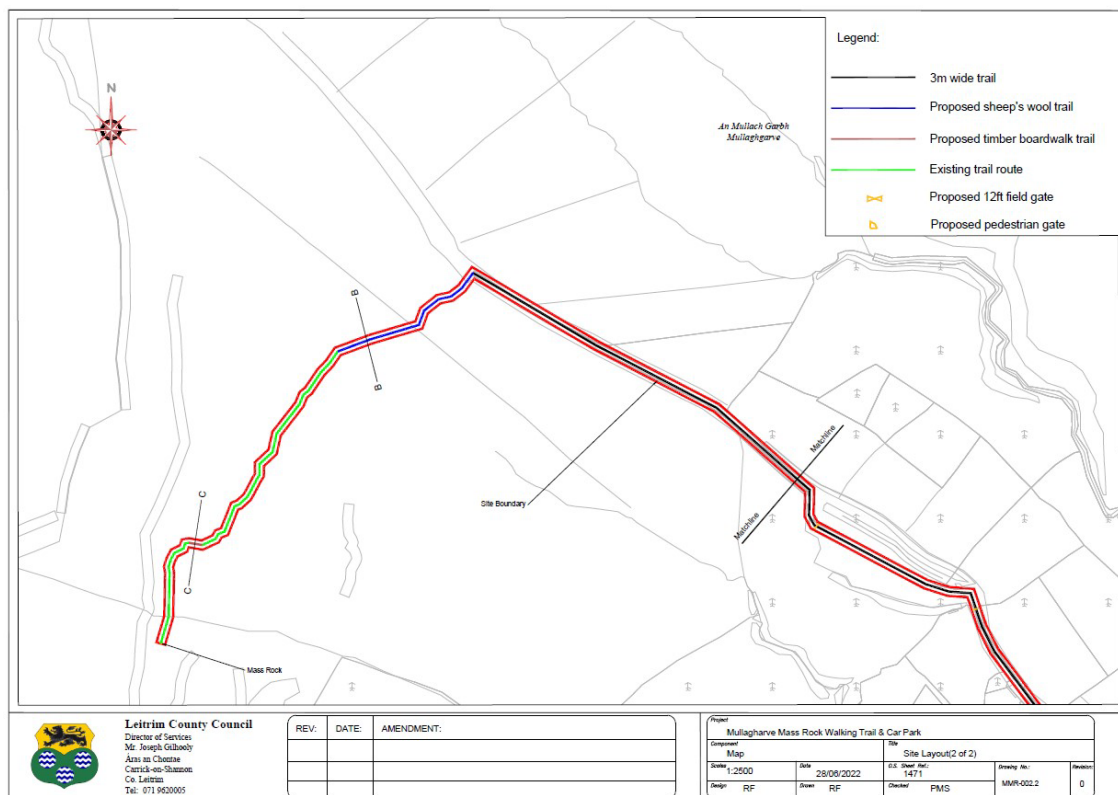 Legend:
3m wide trail
Proposed sheep's wool trail
Proposed timber boardwalk trail
Existing trail route
Proposed 12ft field gate
Proposed pedestrian gate
N
An Mullach Garbh
Mullaghgarve
B
B
C
C
Matchline
Matchline
Site Boundary
Mass Rock
Leitrim County Council
Director of Services
Mr. Joseph Gilhooly
Áras an Chontae
Carrick-on-Shannon
Co. Leitrim
Tel: 071 9620005
REV: DATE: AMENDMENT:
Project
Mullagharve Mass Rock Walking Trail & Car Park
Component Title
Map Site Layout(2 of 2)
Scales 1:2500 Date 28/06/2022 O.S. Sheet Ref.: 1471 Drawing No.: MMR-002.2 Revision: 0
Design RF Drawn RF Checked PMS